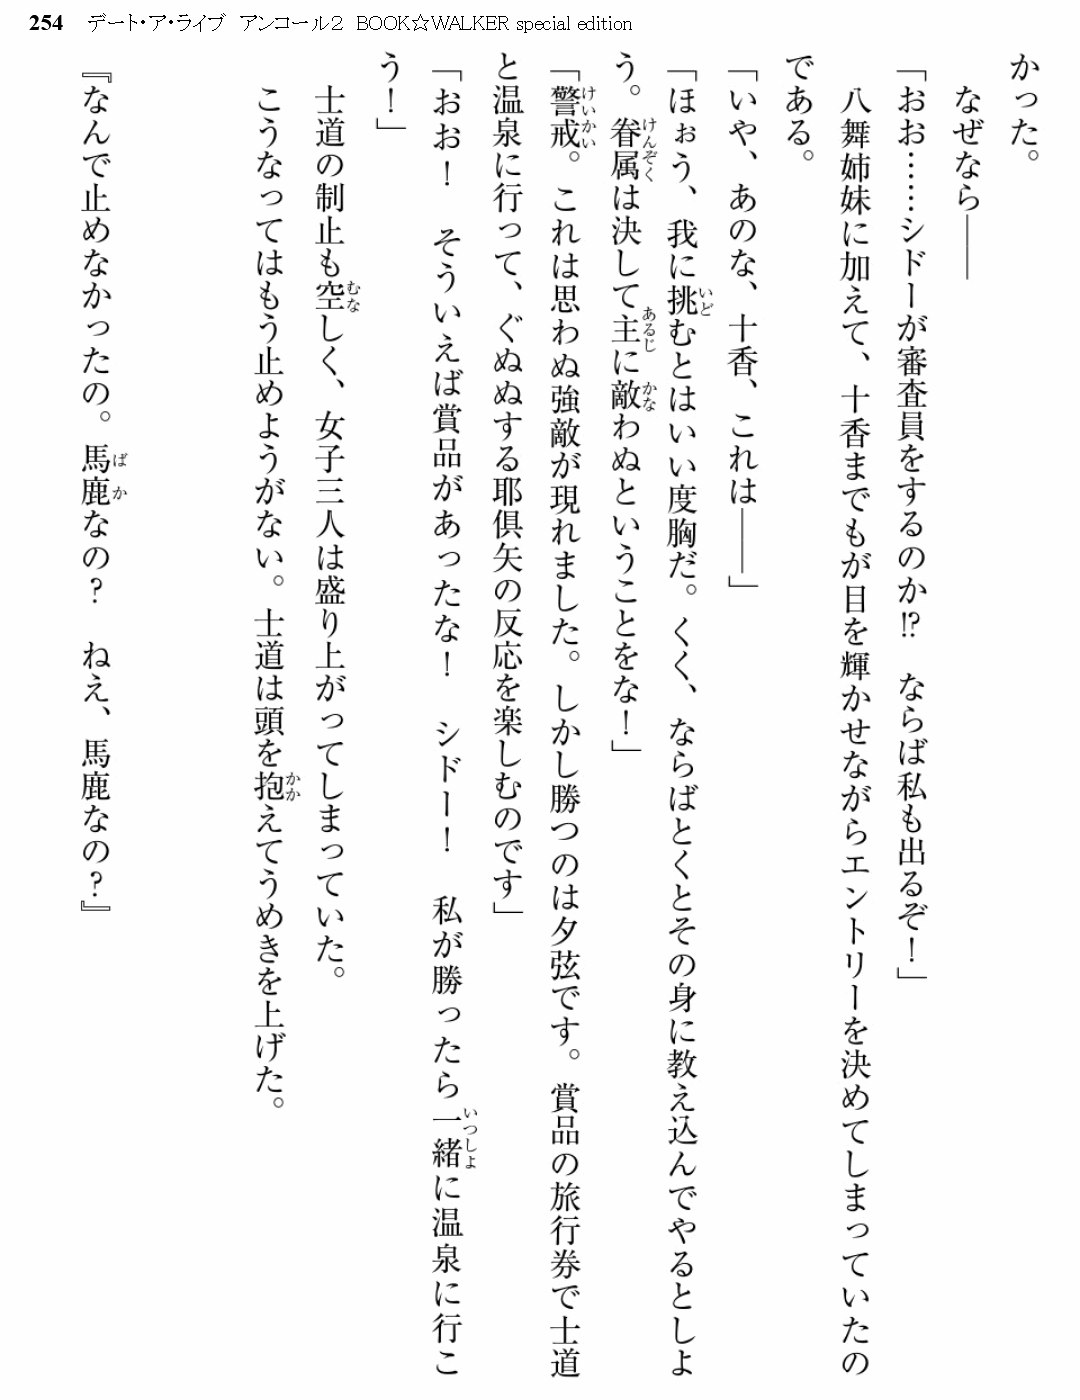 254 デート・ア・ライブ アンコール2 BOOK☆WALKER special edition
かった。
なぜなら――
「おお……シドーが審査員をするのか!? ならば私も出るぞ！」
八舞姉妹に加えて、十香までもが目を輝かせながらエントリーを決めてしまっていたの
である。
「いや、あのな、十香、これは――」
「ほぉう、我に挑むとはいい度胸だ。くく、ならばとくとその身に教え込んでやるとしよ
う。眷属は決して主に敵わぬということをな！」
「警戒。これは思わぬ強敵が現れました。しかし勝つのは夕弦です。賞品の旅行券で士道
と温泉に行って、ぐぬぬする耶倶矢の反応を楽しむのです」
「おお！　そういえば賞品があったな！　シドー！　私が勝ったら一緒に温泉に行こ
う！」
士道の制止も空しく、女子三人は盛り上がってしまっていた。
こうなってはもう止めようがない。士道は頭を抱えてうめきを上げた。
『なんで止めなかったの。馬鹿なの？　ねえ、馬鹿なの？』